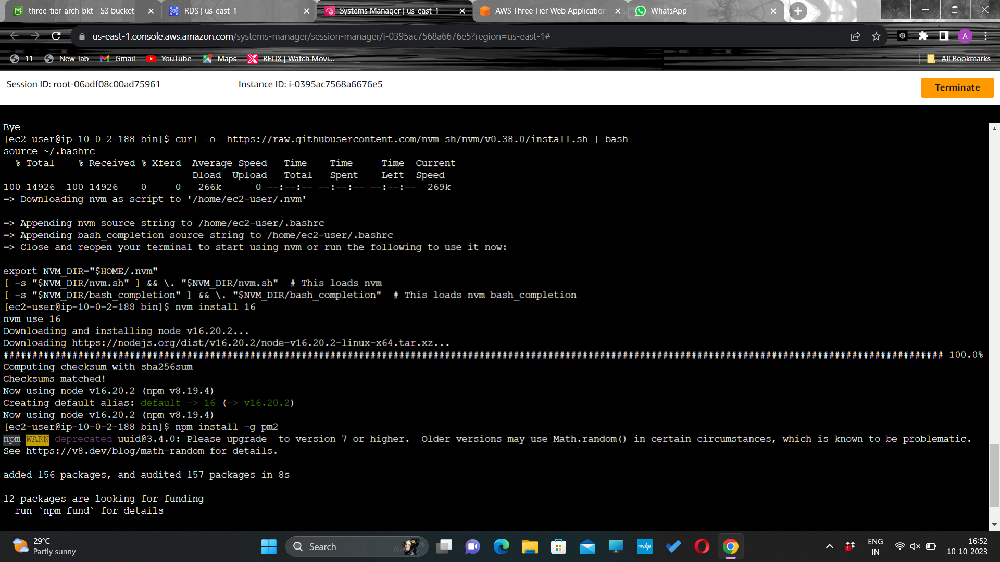 three-tier-arch-bkt - S3 bucket
RDS | us-east-1
Systems Manager | us-east-1
AWS Three Tier Web Application
WhatsApp
us-east-1.console.aws.amazon.com/systems-manager/session-manager/i-0395ac7568a6676e5?region=us-east-1#
A
11
New Tab
Gmail
YouTube
Maps
BFLIX | Watch Movi...
All Bookmarks
Session ID: root-06adf08c00ad75961
Instance ID: i-0395ac7568a6676e5
Terminate
Bye
[ec2-user@ip-10-0-2-188 bin]$ curl -o- https://raw.githubusercontent.com/nvm-sh/nvm/v0.38.0/install.sh | bash
source ~/.bashrc
  % Total    % Received % Xferd  Average Speed   Time    Time     Time  Current
                                 Dload  Upload   Total   Spent    Left  Speed
100 14926  100 14926    0     0   266k      0 --:--:-- --:--:-- --:--:--  269k
=> Downloading nvm as script to '/home/ec2-user/.nvm'
=> Appending nvm source string to /home/ec2-user/.bashrc
=> Appending bash_completion source string to /home/ec2-user/.bashrc
=> Close and reopen your terminal to start using nvm or run the following to use it now:
export NVM_DIR="$HOME/.nvm"
[ -s "$NVM_DIR/nvm.sh" ] && \. "$NVM_DIR/nvm.sh"  # This loads nvm
[ -s "$NVM_DIR/bash_completion" ] && \. "$NVM_DIR/bash_completion"  # This loads nvm bash_completion
[ec2-user@ip-10-0-2-188 bin]$ nvm install 16
nvm use 16
Downloading and installing node v16.20.2...
Downloading https://nodejs.org/dist/v16.20.2/node-v16.20.2-linux-x64.tar.xz...
#################################################################################################################################################################### 100.0%
Computing checksum with sha256sum
Checksums matched!
Now using node v16.20.2 (npm v8.19.4)
Creating default alias: default -> 16 (-> v16.20.2)
Now using node v16.20.2 (npm v8.19.4)
[ec2-user@ip-10-0-2-188 bin]$ npm install -g pm2
npm WARN deprecated uuid@3.4.0: Please upgrade  to version 7 or higher.  Older versions may use Math.random() in certain circumstances, which is known to be problematic.
See https://v8.dev/blog/math-random for details.
added 156 packages, and audited 157 packages in 8s
12 packages are looking for funding
  run `npm fund` for details
29°C
Partly sunny
Search
myhp
1
ENG
IN
16:52
10-10-2023